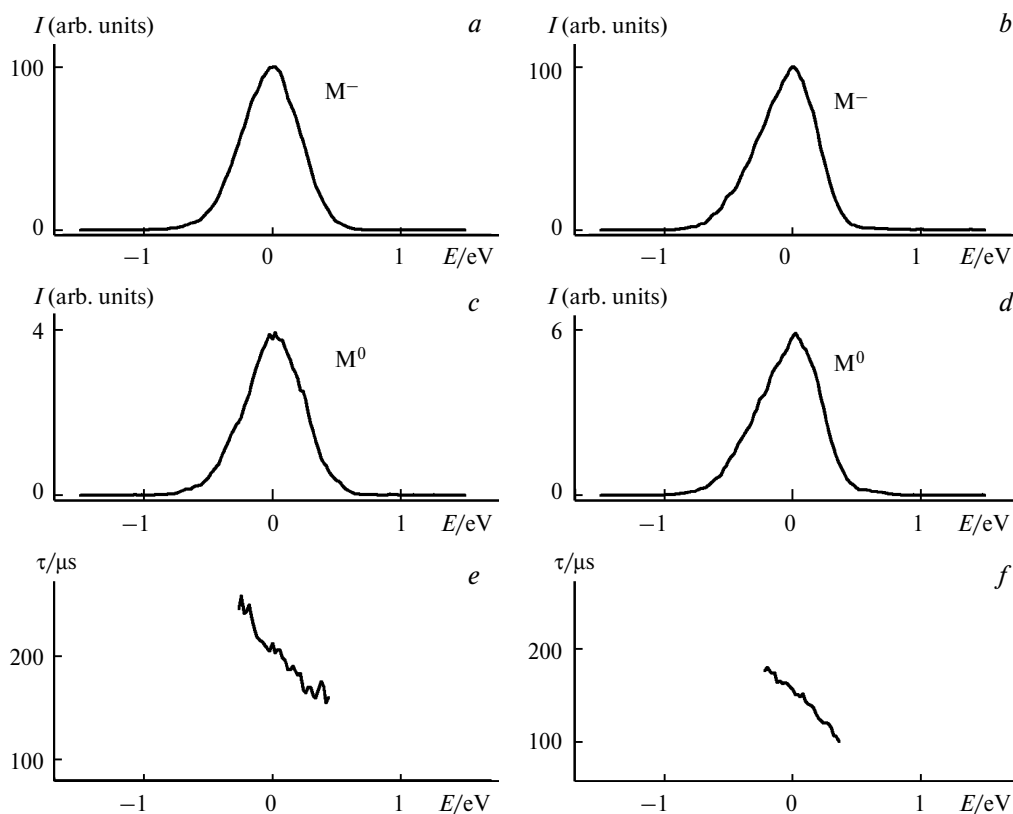 I (arb. units) a
100
M−
0
−1 0 1 E/eV
I (arb. units) b
100
M−
0
−1 0 1 E/eV
I (arb. units) c
4
M0
0
−1 0 1 E/eV
I (arb. units) d
6
M0
0
−1 0 1 E/eV
τ/μs e
200
100
−1 0 1 E/eV
τ/μs f
200
100
−1 0 1 E/eV